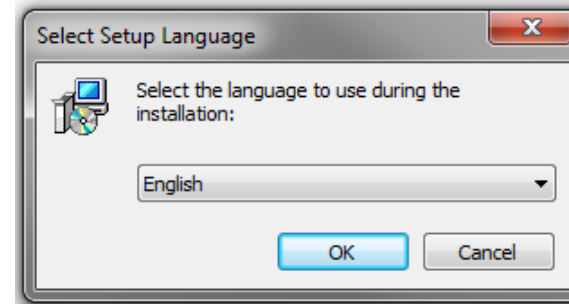 Select Setup Language
Select the language to use during the
installation:
English
OK
Cancel